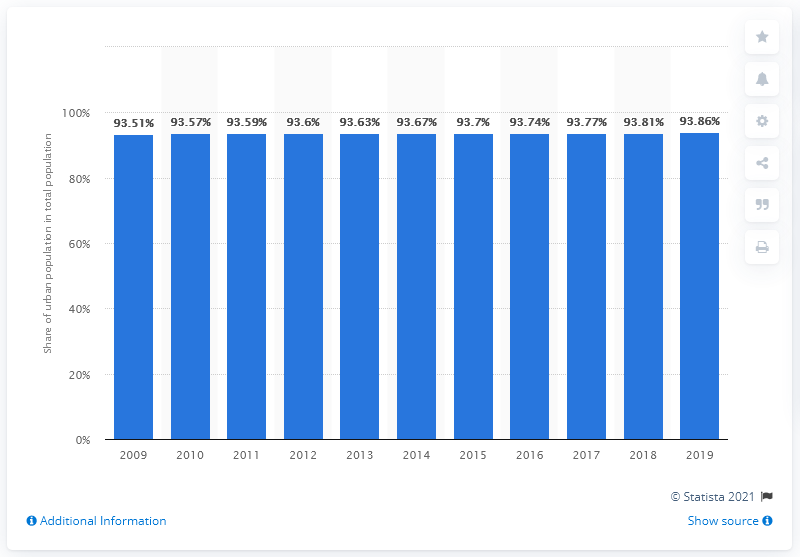 Share of urban population in total population
100%
80%
60%
40%
20%
0%
93.51% 93.57% 93.59% 93.6% 93.63% 93.67% 93.7% 93.74% 93.77% 93.81% 93.86%
2009 2010 2011 2012 2013 2014 2015 2016 2017 2018 2019
© Statista 2021
Additional Information Show source